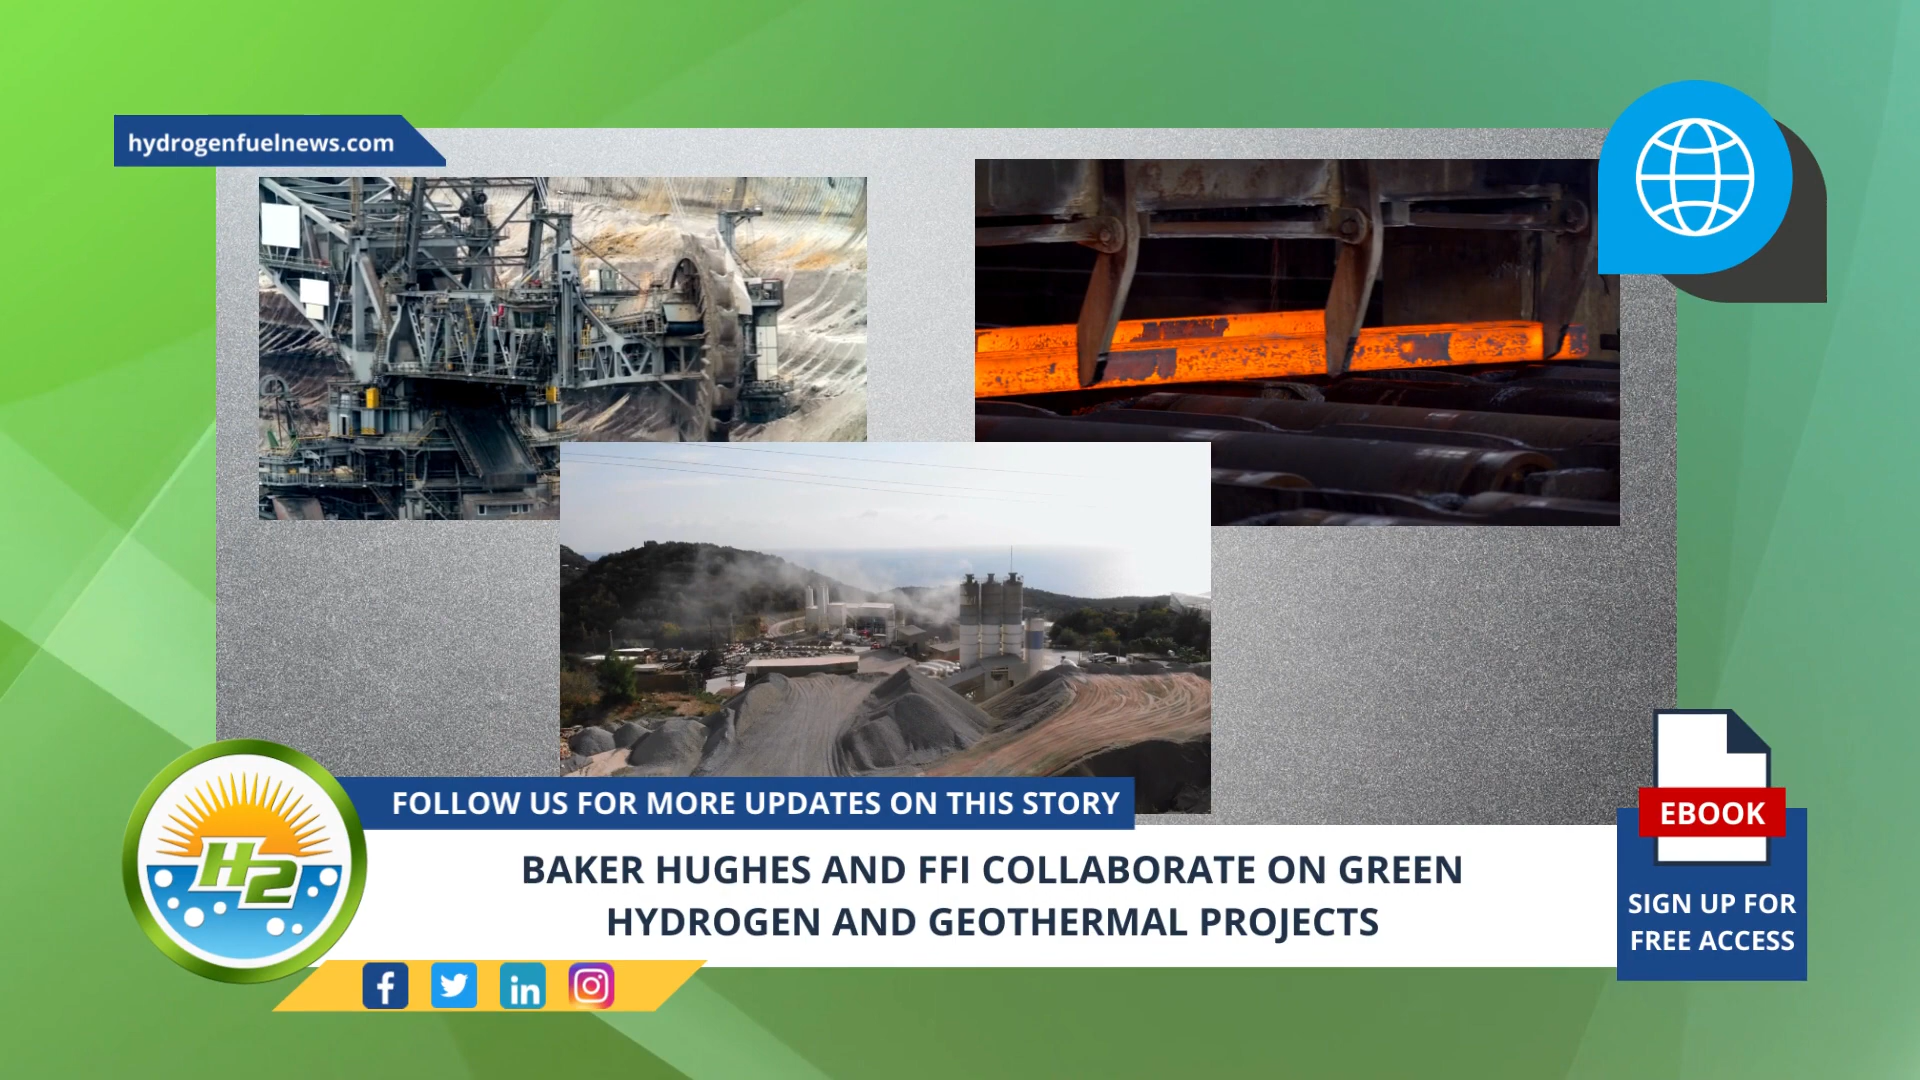 hydrogenfuelnews.com
FOLLOW US FOR MORE UPDATES ON THIS STORY
H2
BAKER HUGHES AND FFI COLLABORATE ON GREEN
HYDROGEN AND GEOTHERMAL PROJECTS
EBOOK
SIGN UP FOR
FREE ACCESS